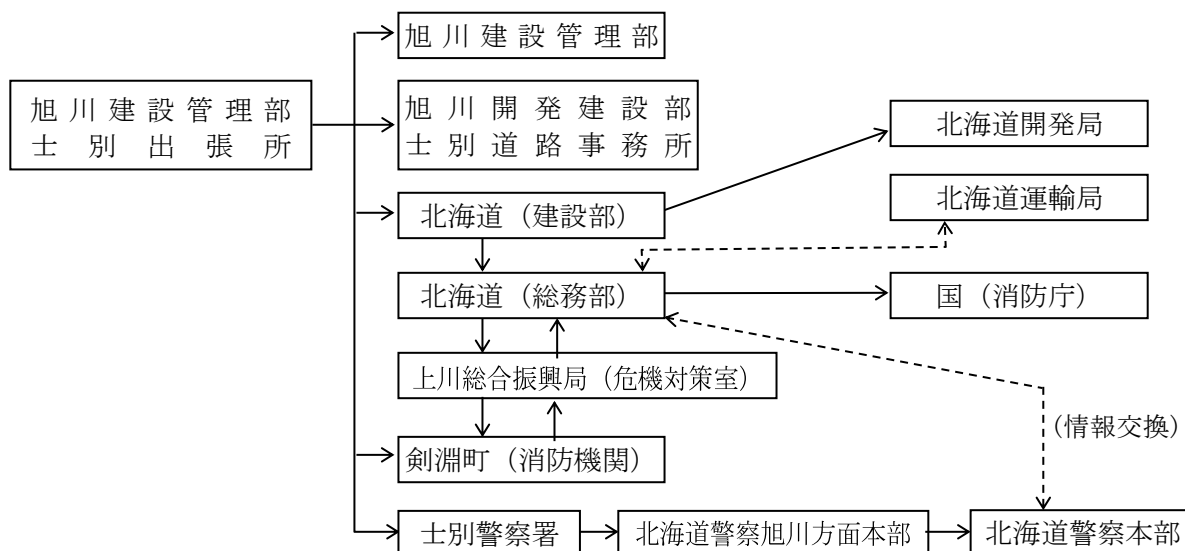 旭川建設管理部
旭川建設管理部
士別出張所
旭川開発建設部
士別道路事務所
北海道開発局
北海道（建設部）
北海道運輸局
北海道（総務部）
国（消防庁）
上川総合振興局（危機対策室）
（情報交換）
剣淵町（消防機関）
士別警察署
北海道警察旭川方面本部
北海道警察本部